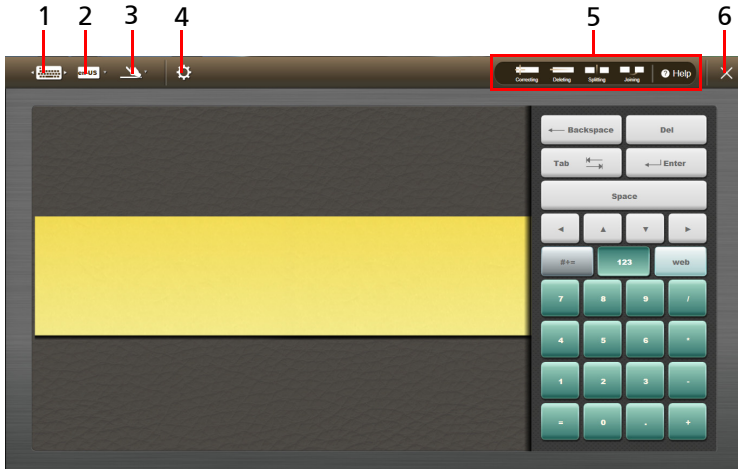 1 2 3 4 5 6
en-US Correcting Deleting Splitting Joining ? Help
← Backspace Del
Tab ↵ Enter
Space
◄ ▲ ▼ ►
#+= 123 web
7 8 9 /
4 5 6 *
1 2 3 -
= 0 . +